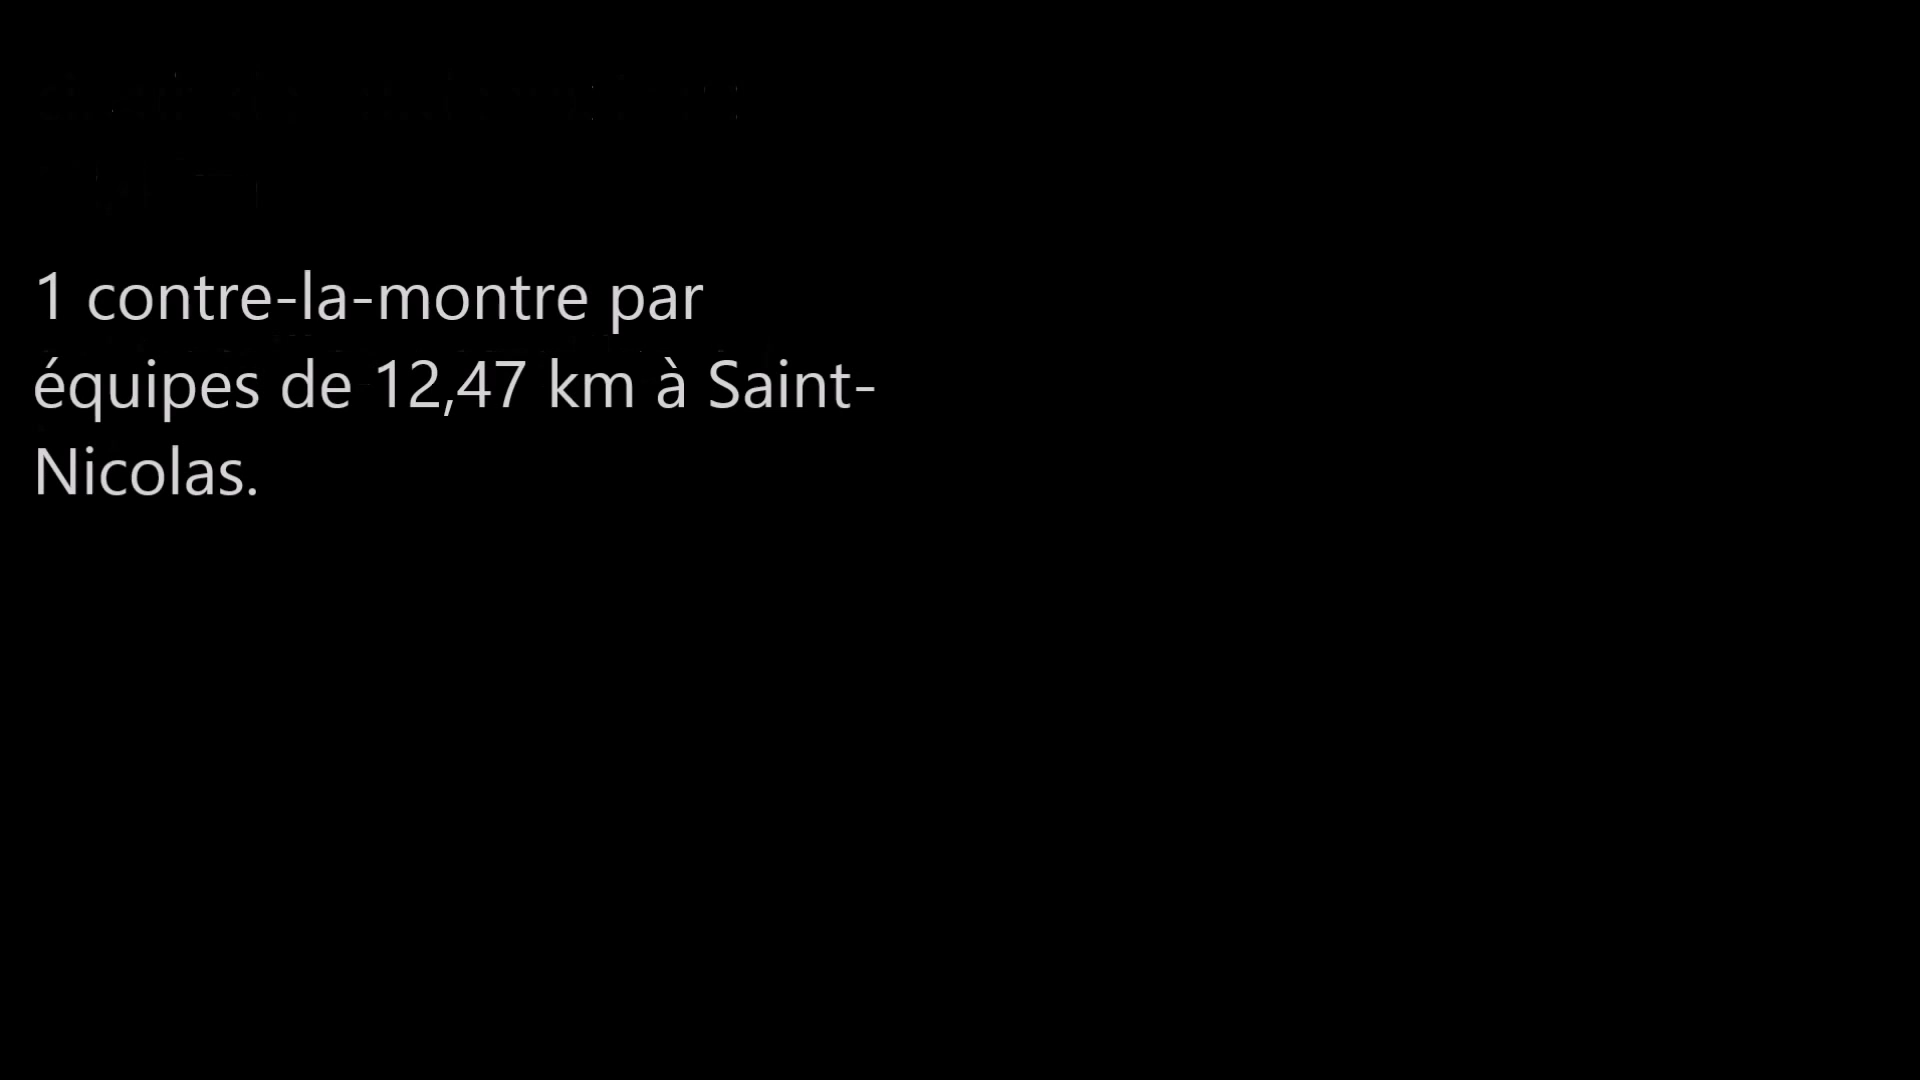 1 contre-la-montre par
équipes de 12,47 km à Saint-
Nicolas.